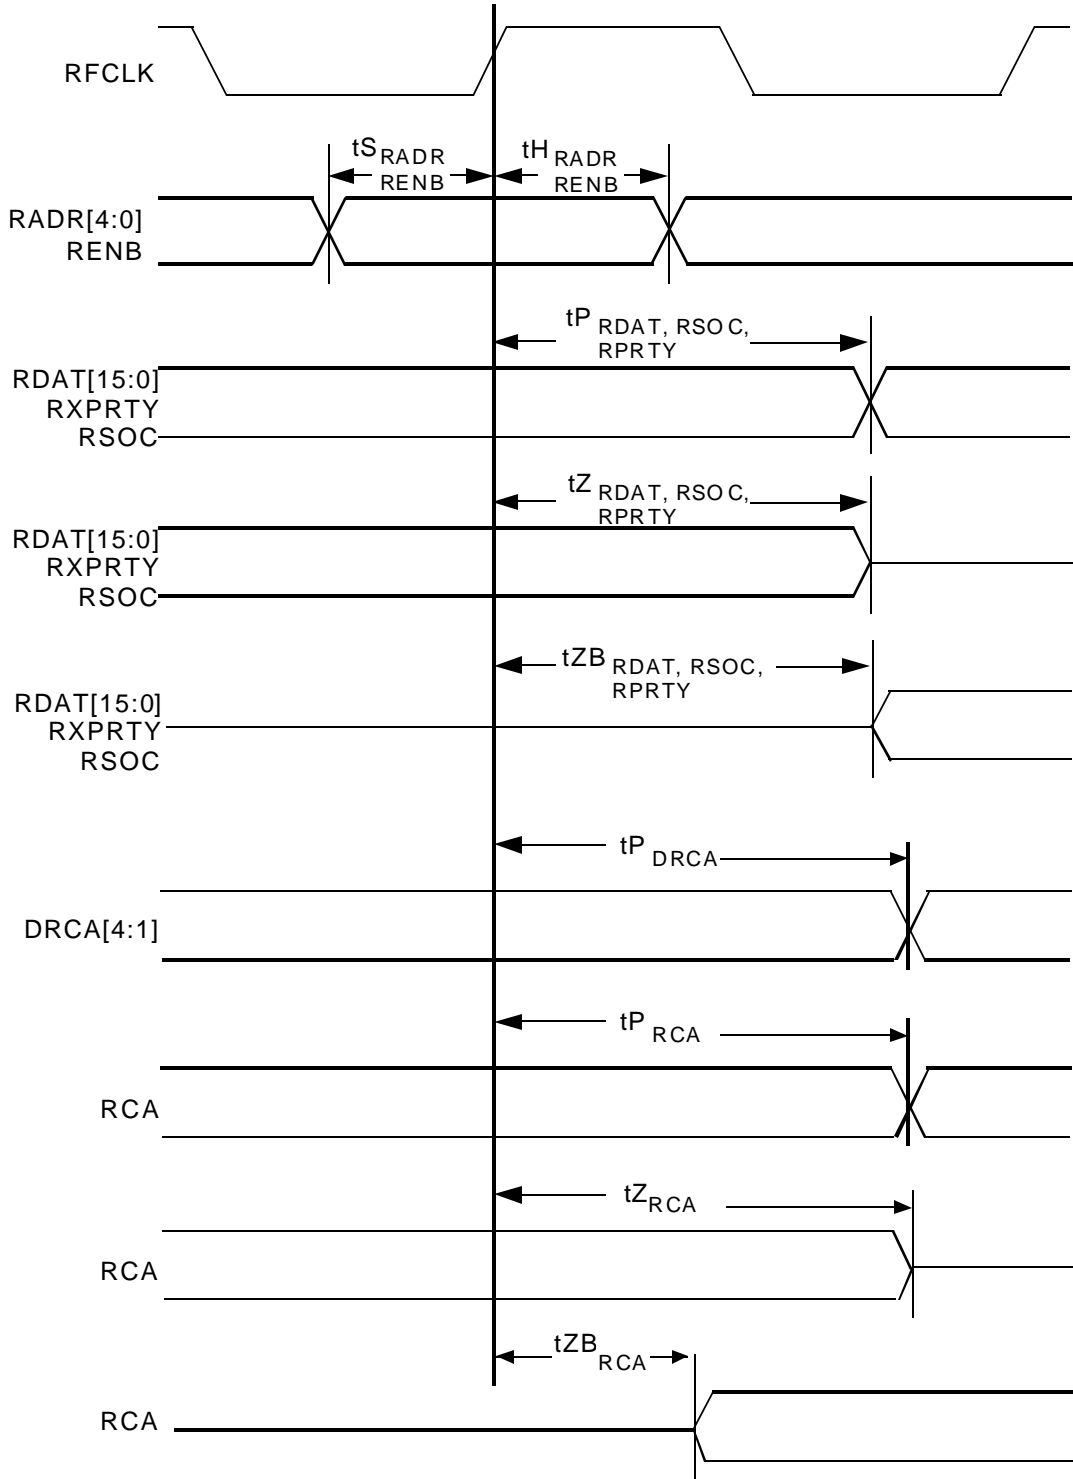 RFCLK
tS RADR RENB
tH RADR RENB
RADR[4:0]
RENB
tP RDAT, RSOC, RPRTY
RDAT[15:0]
RXPRTY
RSOC
tZ RDAT, RSOC, RPRTY
RDAT[15:0]
RXPRTY
RSOC
tZB RDAT, RSOC, RPRTY
RDAT[15:0]
RXPRTY
RSOC
tP DRCA
DRCA[4:1]
tP RCA
RCA
tZ RCA
RCA
tZB RCA
RCA